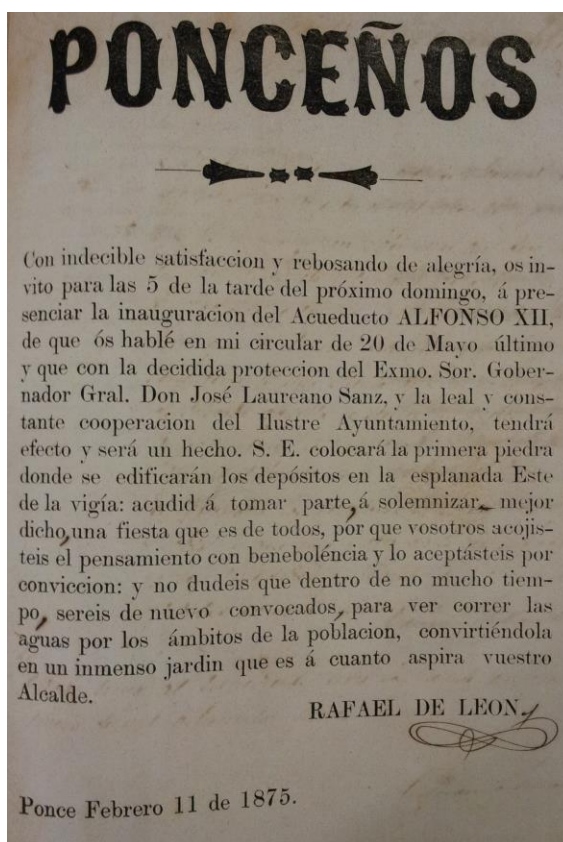 PONCEÑOS
Con indecible satisfaccion y rebosando de alegría, os in-
vito para las 5 de la tarde del próximo domingo, á pre-
senciar la inauguracion del Acueducto ALFONSO XII,
de que ós hablé en mi circular de 20 de Mayo último
y que con la decidida proteccion del Exmo. Sor. Gober-
nador Gral. Don José Laureano Sanz, y la leal y cons-
tante cooperacion del Ilustre Ayuntamiento, tendrá
efecto y será un hecho. S. E. colocará la primera piedra
donde se edificarán los depósitos en la esplanada Este
de la vigía: acudid á tomar parte, á solemnizar mejor
dicho, una fiesta que es de todos, pór que vosotros acojis-
teis el pensamiento con beneboléncia y lo aceptásteis por
conviccion: y no dudeis que dentro de no mucho tiem-
po, sereis de nuevo convocados, para ver correr las
aguas por los ámbitos de la poblacion, convirtiéndola
en un inmenso jardin que es á cuanto aspira vuestro
Alcalde.
RAFAEL DE LEON.
Ponce Febrero 11 de 1875.